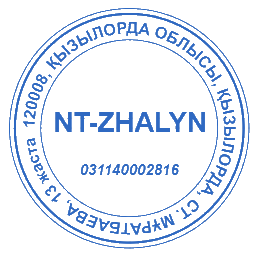 120008, ҚЫЗЫЛОРДА ОБЛЫСЫ, ҚЫЗЫЛОРДА, СТ. МҰРАТБАЕВА, 13 жаста
NT-ZHALYN
031140002816